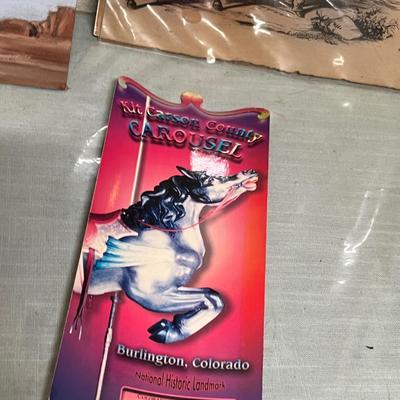 Kit Carson County
CAROUSEL
Burlington, Colorado
National Historic Landmark